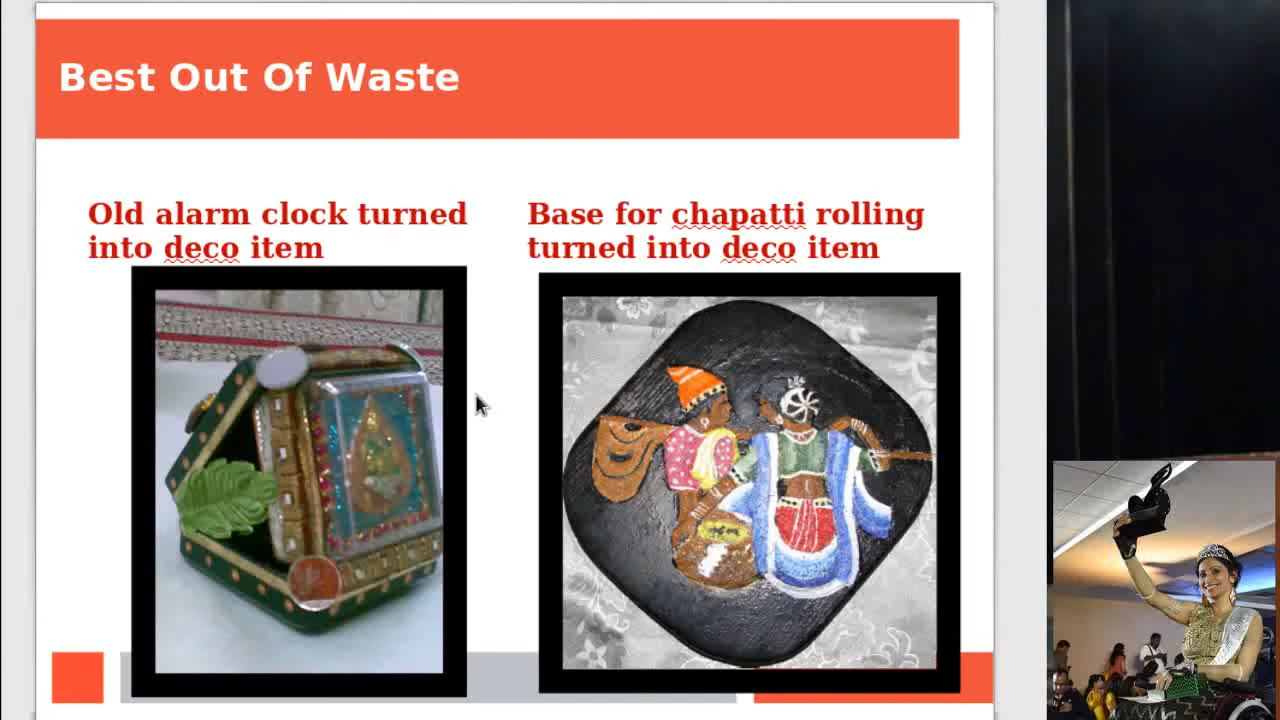 Best Out Of Waste
Old alarm clock turned
into deco item
Base for chapatti rolling
turned into deco item